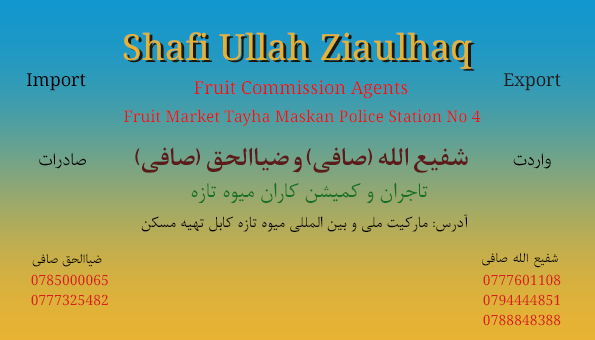 Shafi Ullah Ziaulhaq
Import
Export
Fruit Commission Agents
Fruit Market Tayha Maskan Police Station No 4
واردت
شفیع الله (صافی) و ضیاالحق (صافی)
صادرات
تاجران و کمیشن کاران میوه تازه
آدرس: مارکیت ملی و بین المللی میوه تازه کابل تهیه مسکن
شفیع الله صافی
0777601108
0794444851
0788848388
ضیاالحق صافی
0785000065
0777325482